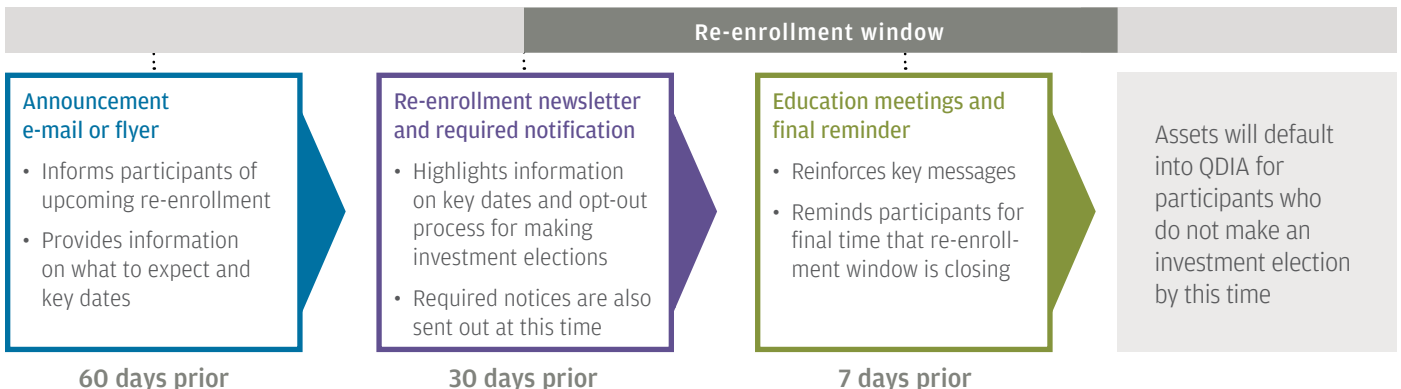 Re-enrollment window
Announcement
e-mail or flyer
• Informs participants of
upcoming re-enrollment
• Provides information
on what to expect and
key dates
60 days prior
Re-enrollment newsletter
and required notification
• Highlights information
on key dates and opt-out
process for making
investment elections
• Required notices are also
sent out at this time
30 days prior
Education meetings and
final reminder
• Reinforces key messages
• Reminds participants for
final time that re-enroll-
ment window is closing
7 days prior
Assets will default
into QDIA for
participants who
do not make an
investment election
by this time